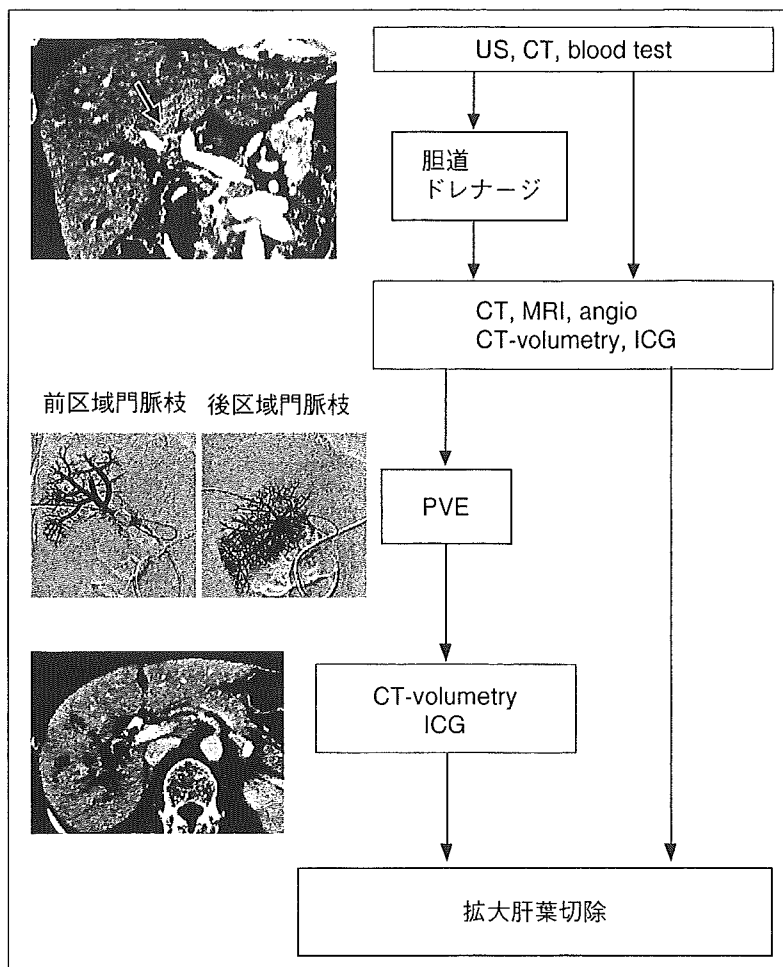 US, CT, blood test
胆道
ドレナージ
CT, MRI, angio
CT-volumetry, ICG
前区域門脈枝 後区域門脈枝
PVE
CT-volumetry
ICG
拡大肝葉切除